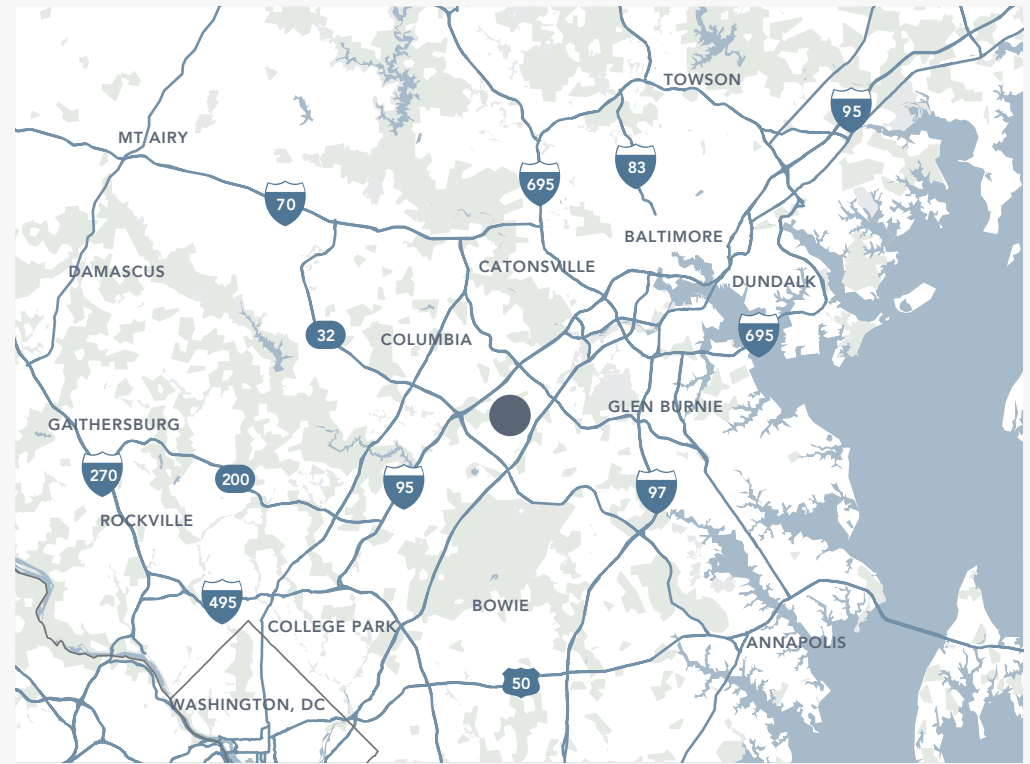 TOWSON
95
MT AIRY
83
695
70
BALTIMORE
CATONSVILLE
DAMASCUS
DUNDALK
32
COLUMBIA
695
GLEN BURNIE
GAITHERSBURG
270
200
95
97
ROCKVILLE
495
BOWIE
COLLEGE PARK
ANNAPOLIS
50
WASHINGTON, DC